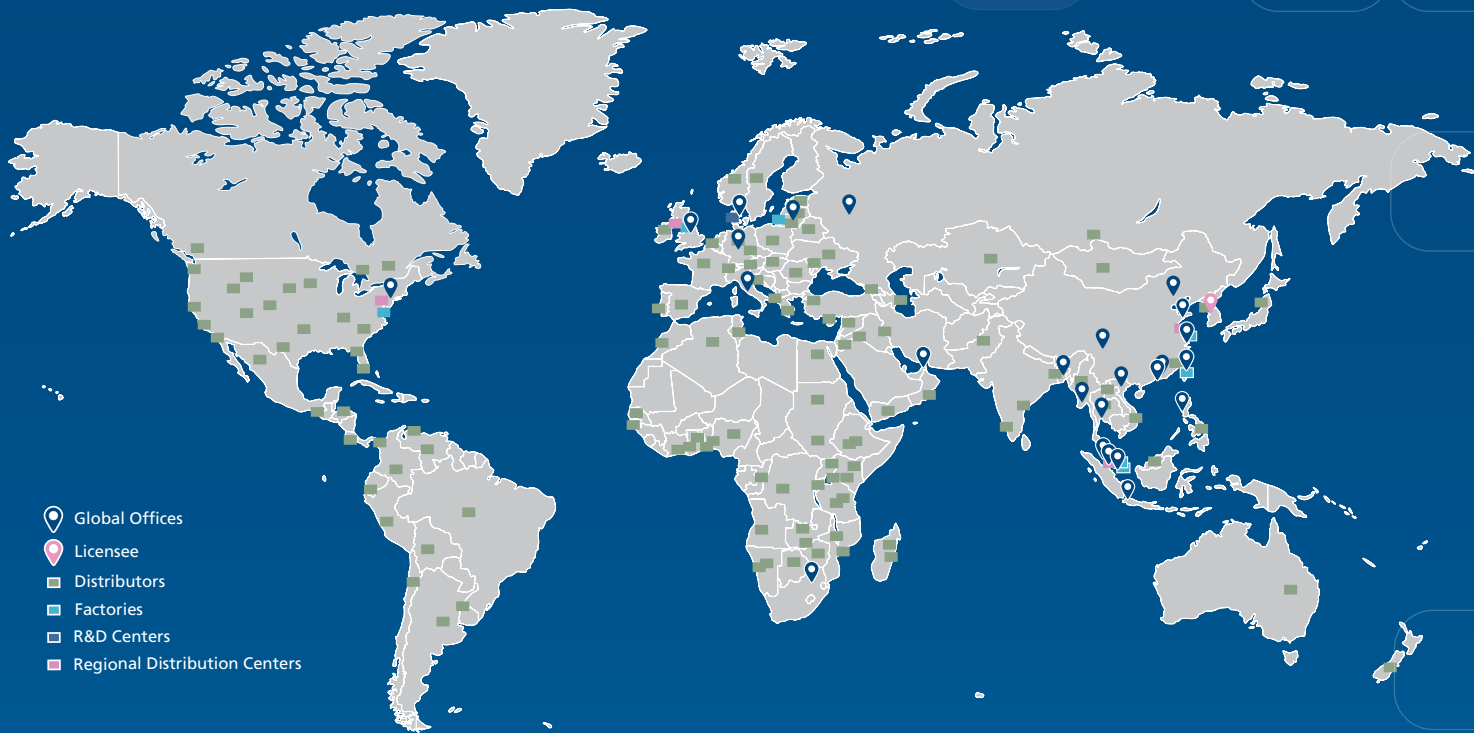 Global Offices
Licensee
Distributors
Factories
R&D Centers
Regional Distribution Centers